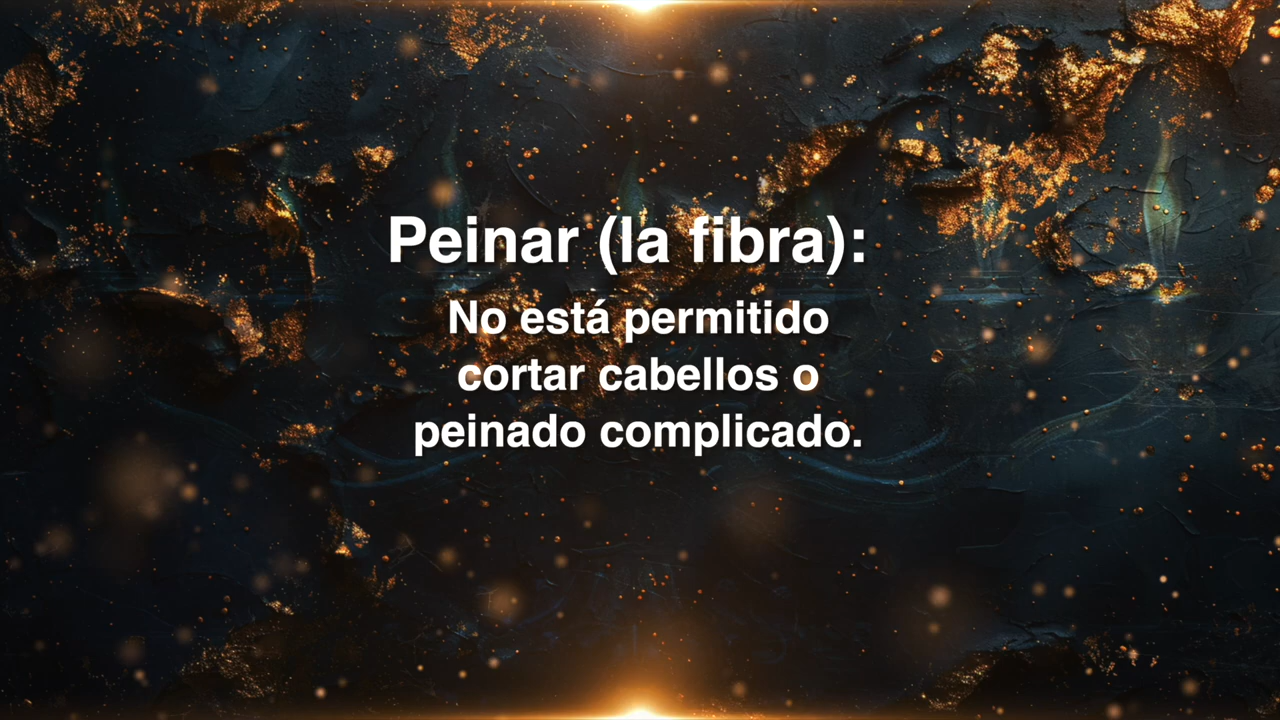 Peinar (la fibra):
No está permitido
cortar cabellos o
peinado complicado.